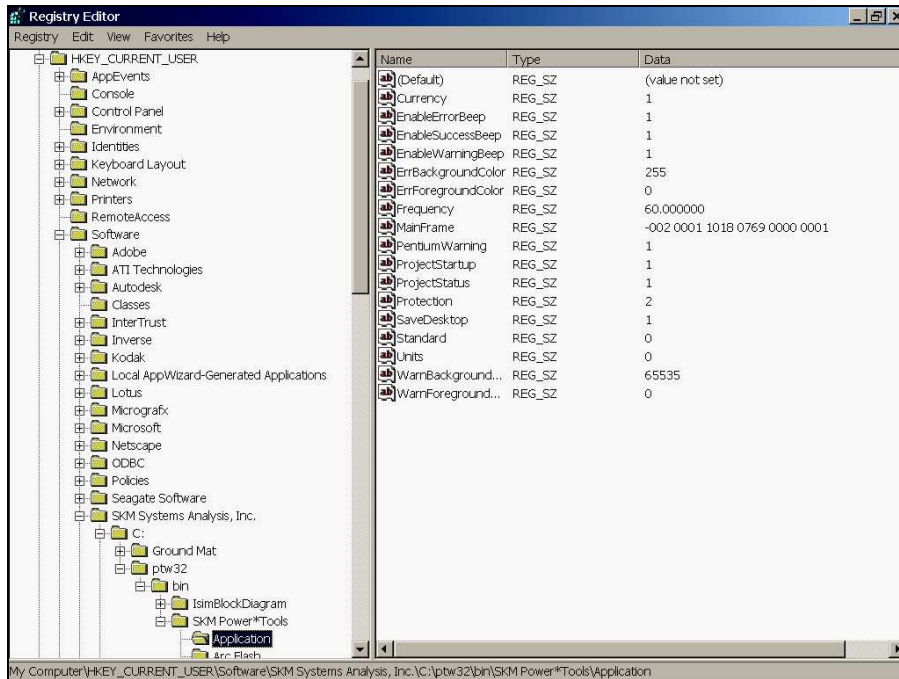 Registry Editor
Registry Edit View Favorites Help
HKEY_CURRENT_USER
AppEvents
Console
Control Panel
Environment
Identities
Keyboard Layout
Network
Printers
RemoteAccess
Software
Adobe
ATI Technologies
Autodesk
Classes
InterTrust
Inverse
Kodak
Local AppWizard-Generated Applications
Lotus
Micrografx
Microsoft
Netscape
ODBC
Policies
Seagate Software
SKM Systems Analysis, Inc.
C:
Ground Mat
ptw32
bin
IsimBlockDiagram
SKM Power*Tools
Application
Arc Flash
Name Type Data
(Default) REG_SZ (value not set)
Currency REG_SZ 1
EnableErrorBeep REG_SZ 1
EnableSuccessBeep REG_SZ 1
EnableWarningBeep REG_SZ 1
ErrBackgroundColor REG_SZ 255
ErrForegroundColor REG_SZ 0
Frequency REG_SZ 60.000000
MainFrame REG_SZ -002 0001 1018 0769 0000 0001
PentiumWarning REG_SZ 1
ProjectStartup REG_SZ 1
ProjectStatus REG_SZ 1
Protection REG_SZ 2
SaveDesktop REG_SZ 1
Standard REG_SZ 0
Units REG_SZ 0
WarnBackground... REG_SZ 65535
WarnForeground... REG_SZ 0
My Computer\HKEY_CURRENT_USER\Software\SKM Systems Analysis, Inc.\C:\ptw32\bin\SKM Power*Tools\Application